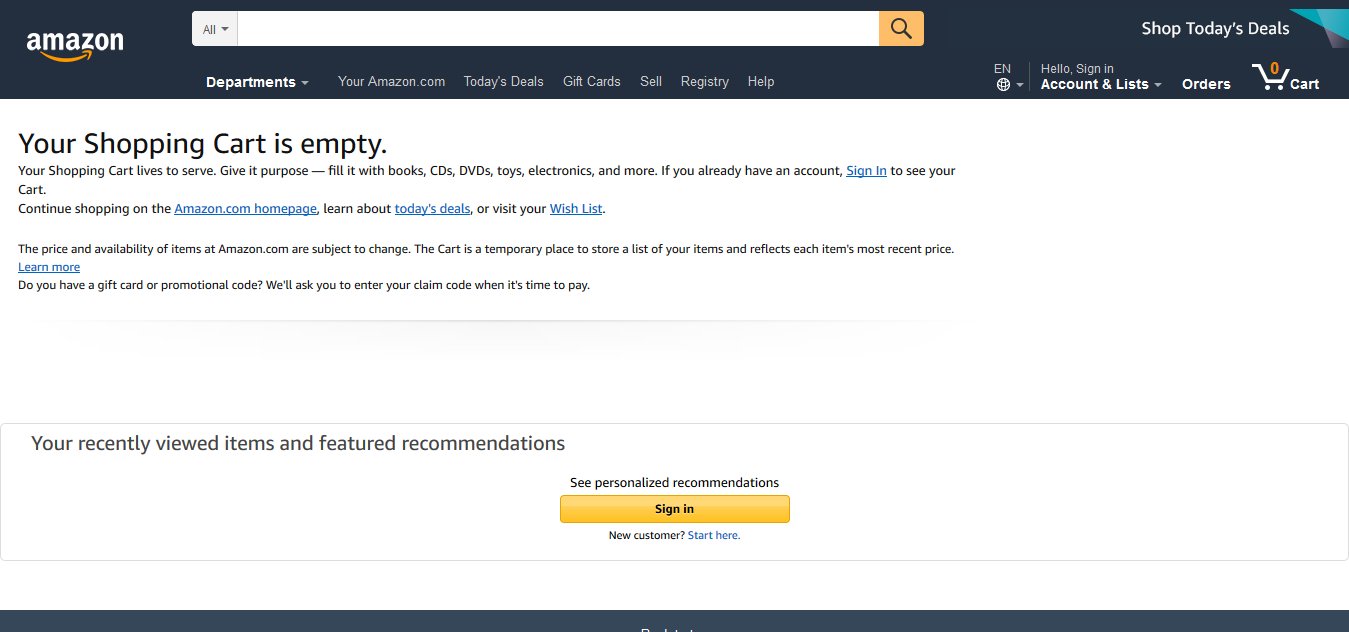 amazon
All
Shop Today's Deals
Departments
Your Amazon.com
Today's Deals
Gift Cards
Sell
Registry
Help
EN
Hello, Sign in
Account & Lists
Orders
0
Cart
Your Shopping Cart is empty.
Your Shopping Cart lives to serve. Give it purpose — fill it with books, CDs, DVDs, toys, electronics, and more. If you already have an account, Sign In to see your
Cart.
Continue shopping on the Amazon.com homepage, learn about today's deals, or visit your Wish List.
The price and availability of items at Amazon.com are subject to change. The Cart is a temporary place to store a list of your items and reflects each item's most recent price.
Learn more
Do you have a gift card or promotional code? We'll ask you to enter your claim code when it's time to pay.
Your recently viewed items and featured recommendations
See personalized recommendations
Sign in
New customer? Start here.